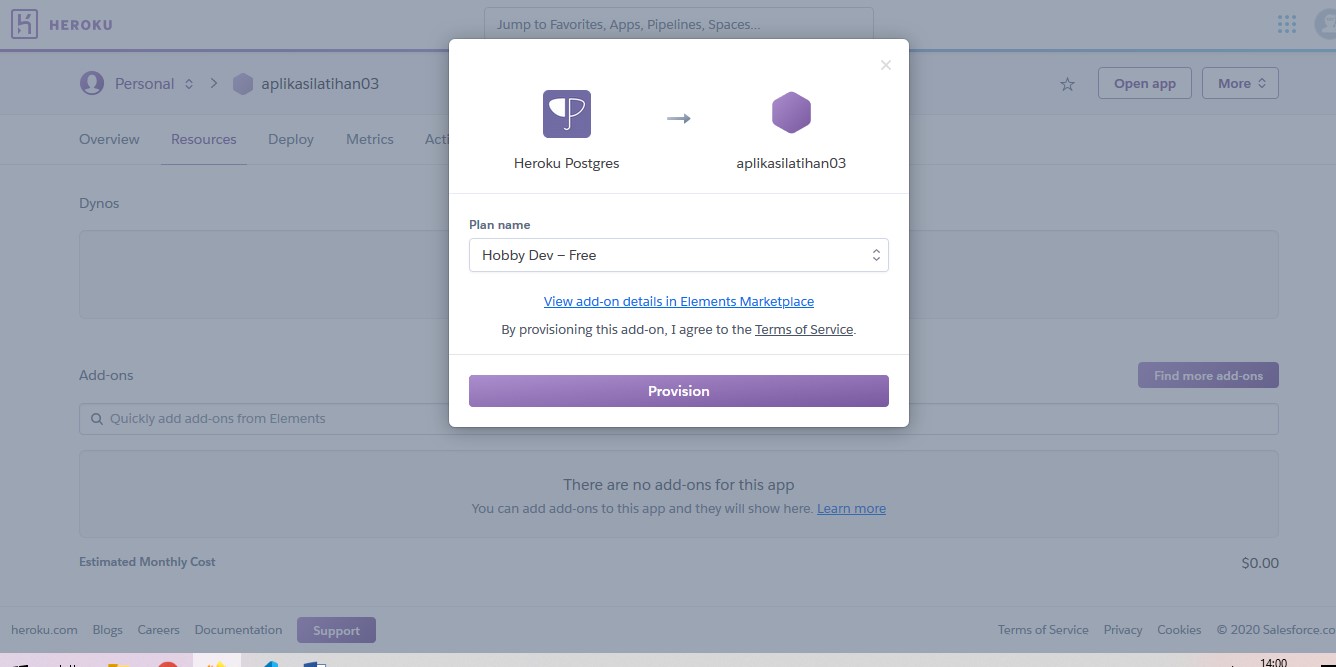 HEROKU
Jump to Favorites, Apps, Pipelines, Spaces...
Personal
aplikasilatihan03
Open app
More
Overview
Resources
Deploy
Metrics
Acti
Heroku Postgres
aplikasilatihan03
Dynos
Plan name
Hobby Dev – Free
View add-on details in Elements Marketplace
By provisioning this add-on, I agree to the Terms of Service.
Provision
Add-ons
Find more add-ons
Quickly add add-ons from Elements
There are no add-ons for this app
You can add add-ons to this app and they will show here. Learn more
Estimated Monthly Cost
$0.00
heroku.com
Blogs
Careers
Documentation
Support
Terms of Service
Privacy
Cookies
© 2020 Salesforce.co
14:00